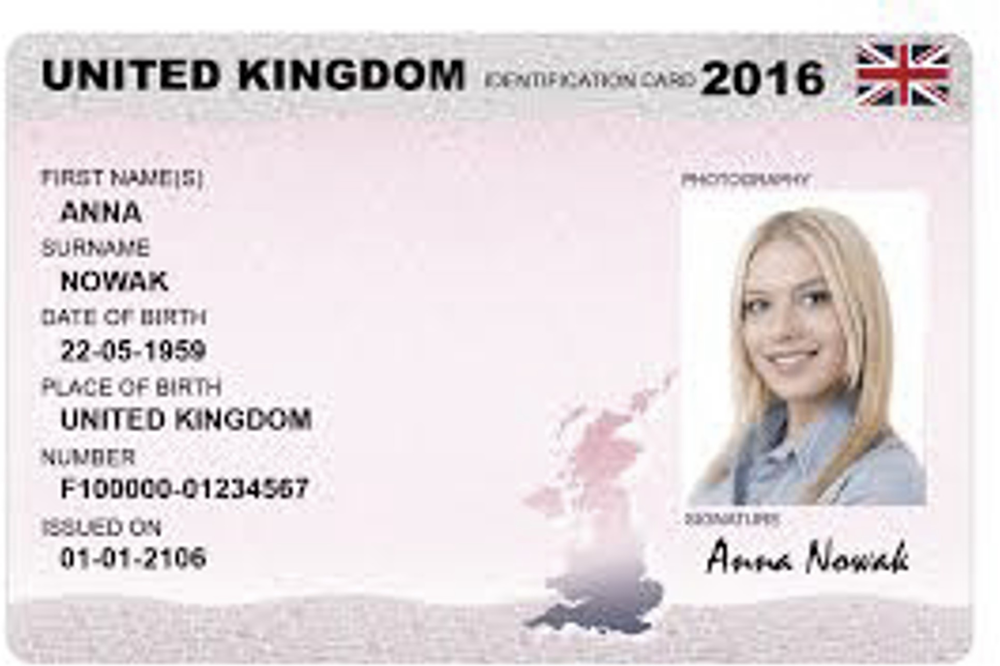 UNITED KINGDOM IDENTIFICATION CARD 2016
FIRST NAME(S)
ANNA
SURNAME
NOWAK
DATE OF BIRTH
22-05-1959
PLACE OF BIRTH
UNITED KINGDOM
NUMBER
F100000-01234567
ISSUED ON
01-01-2106
PHOTOGRAPHY
SIGNATURE
Anna Nowak